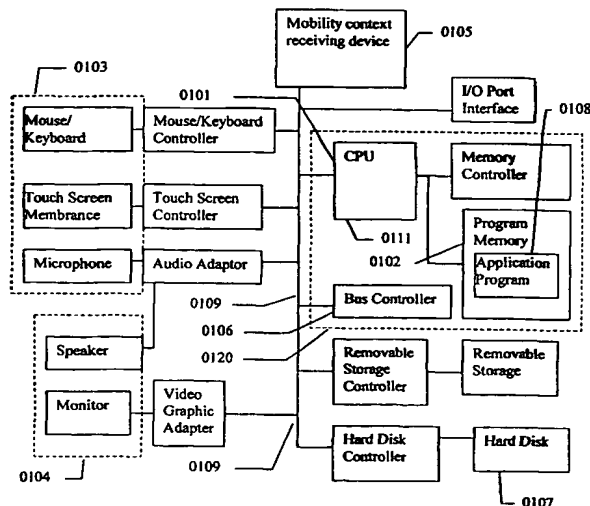 Mobility context
receiving device
0105
0103
0101
I/O Port
Interface
0108
Mouse/
Keyboard
Mouse/Keyboard
Controller
CPU
Memory
Controller
Touch Screen
Membrance
Touch Screen
Controller
0111
0102
Program
Memory
Application
Program
Microphone
Audio Adaptor
0109
0106
0120
Bus Controller
Speaker
Removable
Storage
Controller
Removable
Storage
Monitor
Video
Graphic
Adapter
0104
0109
Hard Disk
Controller
Hard Disk
0107